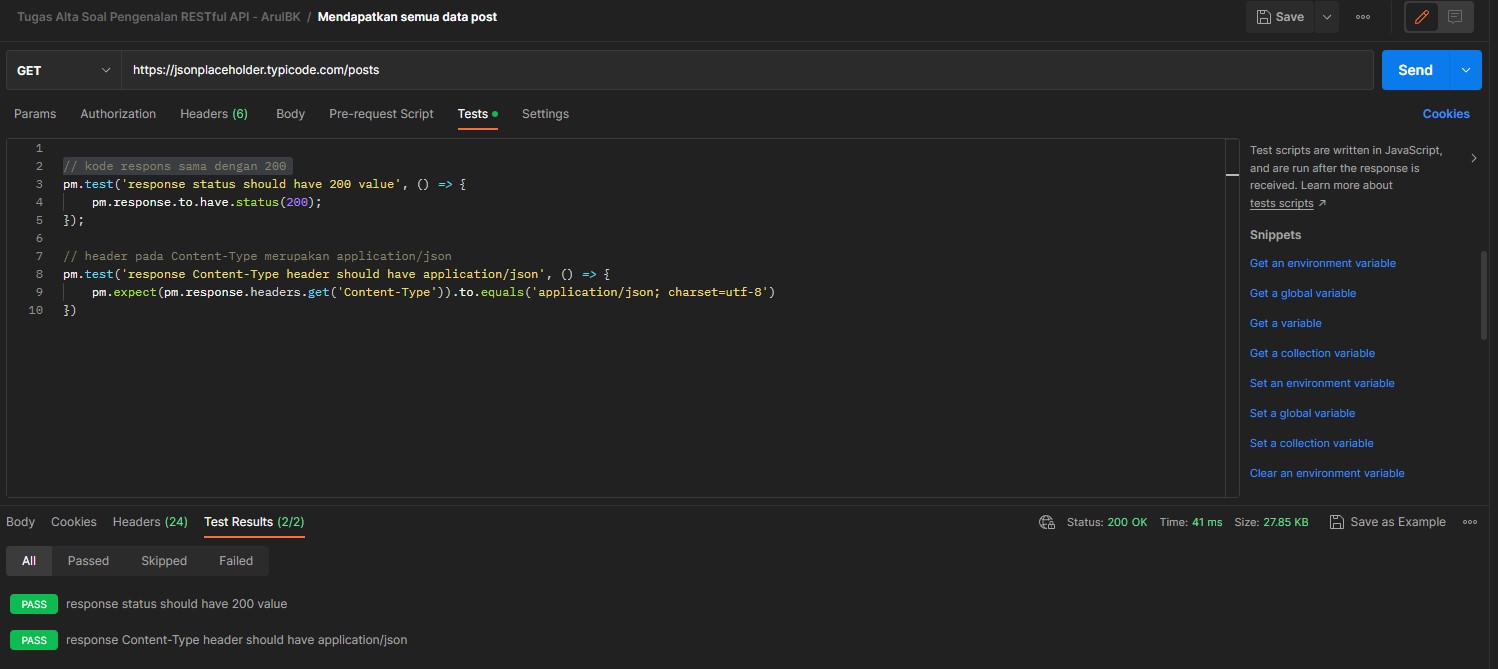 Tugas Alta Soal Pengenalan RESTful API - ArulBK / Mendapatkan semua data post
Save
GET
https://jsonplaceholder.typicode.com/posts
Send
Params Authorization Headers (6) Body Pre-request Script Tests Settings
Cookies
1
2 // kode respons sama dengan 200
3 pm.test('response status should have 200 value', () => {
4 pm.response.to.have.status(200);
5 });
6
7 // header pada Content-Type merupakan application/json
8 pm.test('response Content-Type header should have application/json', () => {
9 pm.expect(pm.response.headers.get('Content-Type')).to.equals('application/json; charset=utf-8')
10 })
Test scripts are written in JavaScript,
and are run after the response is
received. Learn more about
tests scripts ↗
Snippets
Get an environment variable
Get a global variable
Get a variable
Get a collection variable
Set an environment variable
Set a global variable
Set a collection variable
Clear an environment variable
Body Cookies Headers (24) Test Results (2/2)
Status: 200 OK Time: 41 ms Size: 27.85 KB Save as Example
All Passed Skipped Failed
PASS response status should have 200 value
PASS response Content-Type header should have application/json